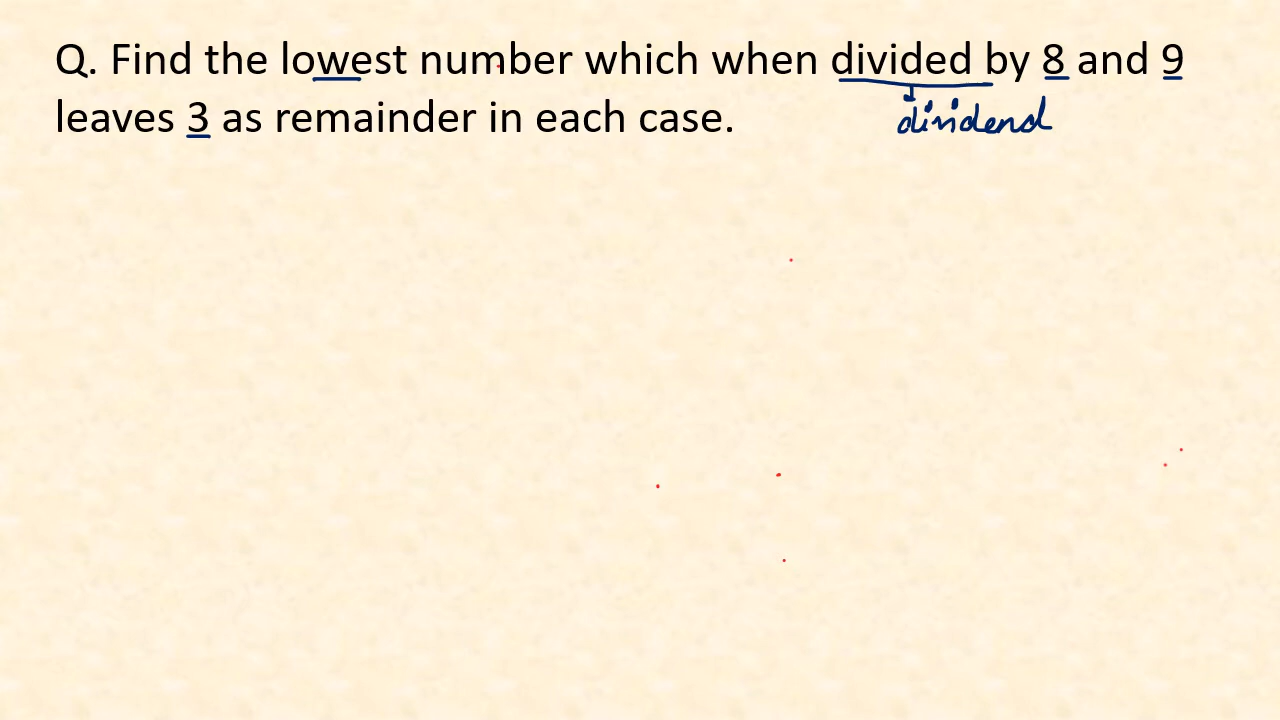 Q. Find the lowest number which when divided by 8 and 9
leaves 3 as remainder in each case.
dividend